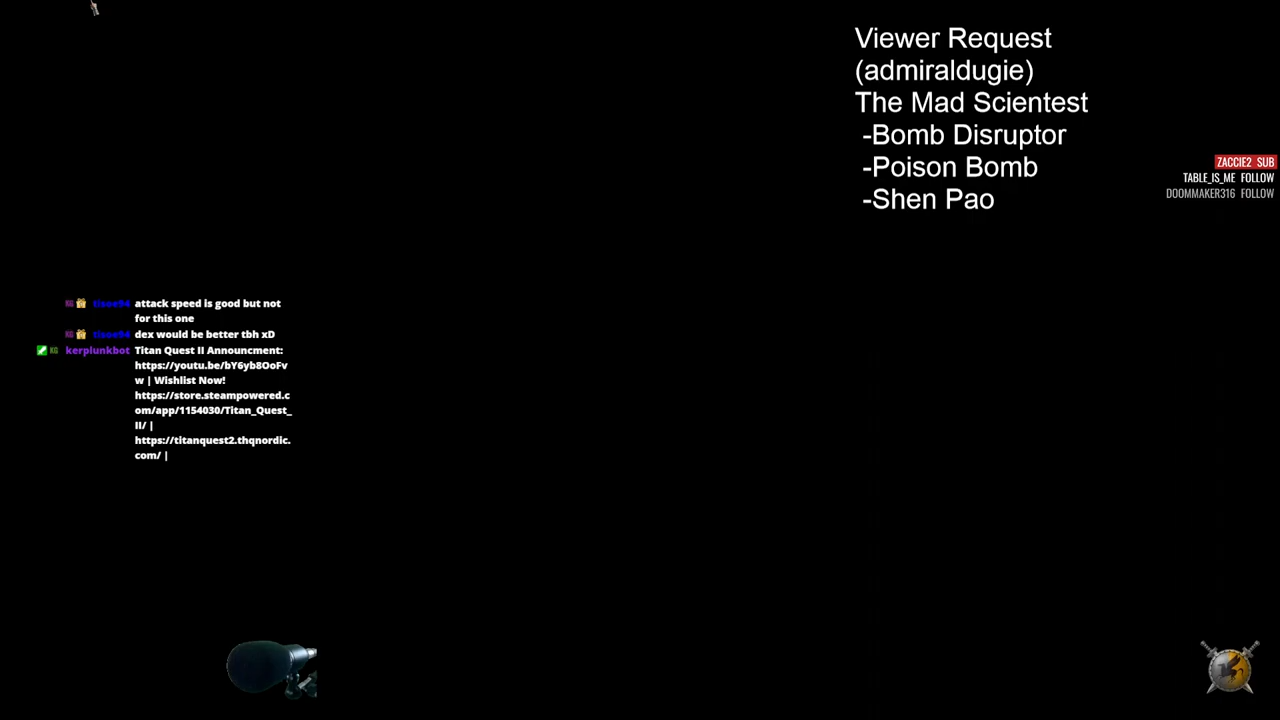 Viewer Request
(admiraldugie)
The Mad Scientest
-Bomb Disruptor
-Poison Bomb
-Shen Pao
ZACCIE2 SUB
TABLE_IS_ME FOLLOW
DOOMMAKER316 FOLLOW
attack speed is good but not
for this one
dex would be better tbh xD
kerplunkbot Titan Quest II Announcment:
https://youtu.be/bY6yb8OoFv
w | Wishlist Now!
https://store.steampowered.c
om/app/1154030/Titan_Quest_
II/ |
https://titanquest2.thqnordic.
com/ |